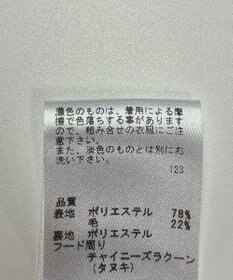 濃色のものは、着用による摩
擦で色落ちする事があります
ので、組み合せの衣服にご注
意下さい。
また、淡色のものとは別にお
洗い下さい。
123
品質
表地 ポリエステル 78%
毛 22%
裏地 ポリエステル
フード周り
チャイニーズラクーン
(タヌキ)